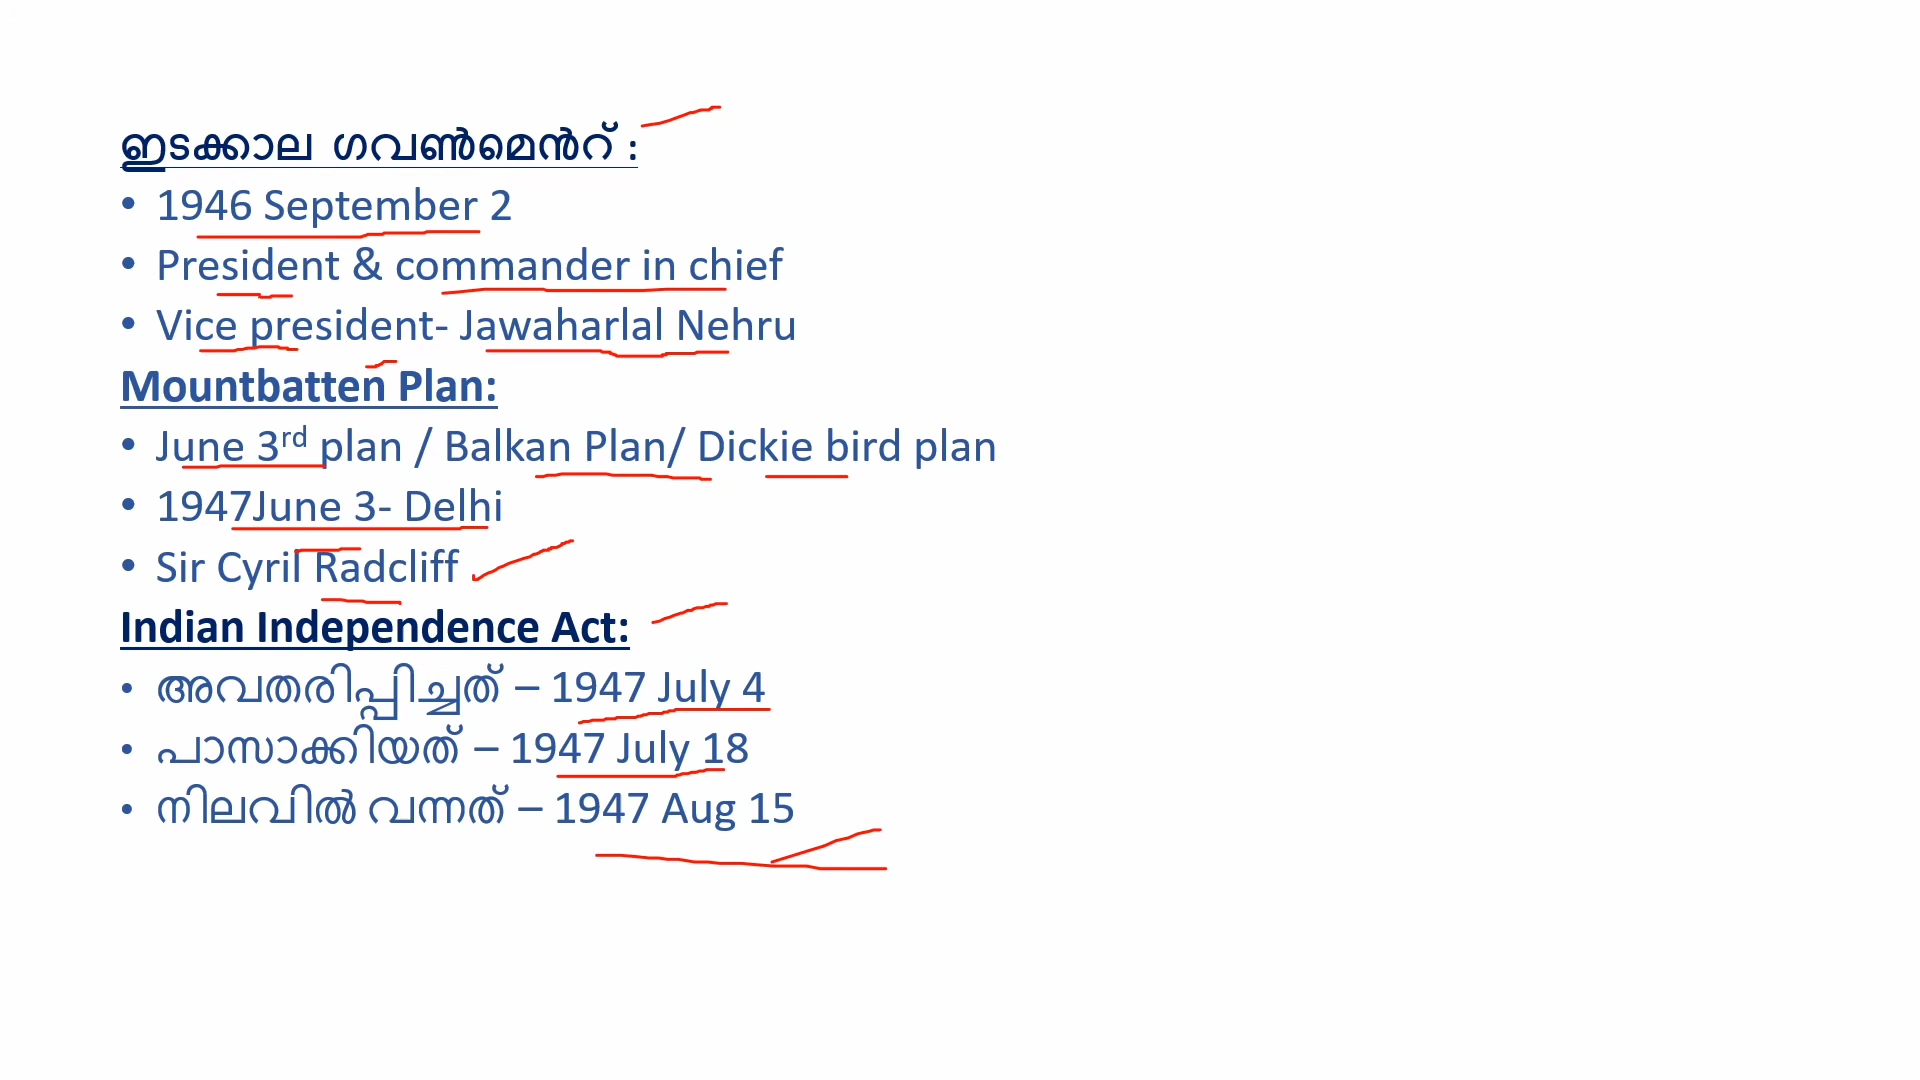 ഇടക്കാല ഗവൺമെൻറ് :
• 1946 September 2
• President & commander in chief
• Vice president- Jawaharlal Nehru
Mountbatten Plan:
• June 3rd plan / Balkan Plan/ Dickie bird plan
• 1947June 3- Delhi
• Sir Cyril Radcliff
Indian Independence Act:
• അവതരിപ്പിച്ചത് – 1947 July 4
• പാസാക്കിയത് – 1947 July 18
• നിലവിൽ വന്നത് – 1947 Aug 15